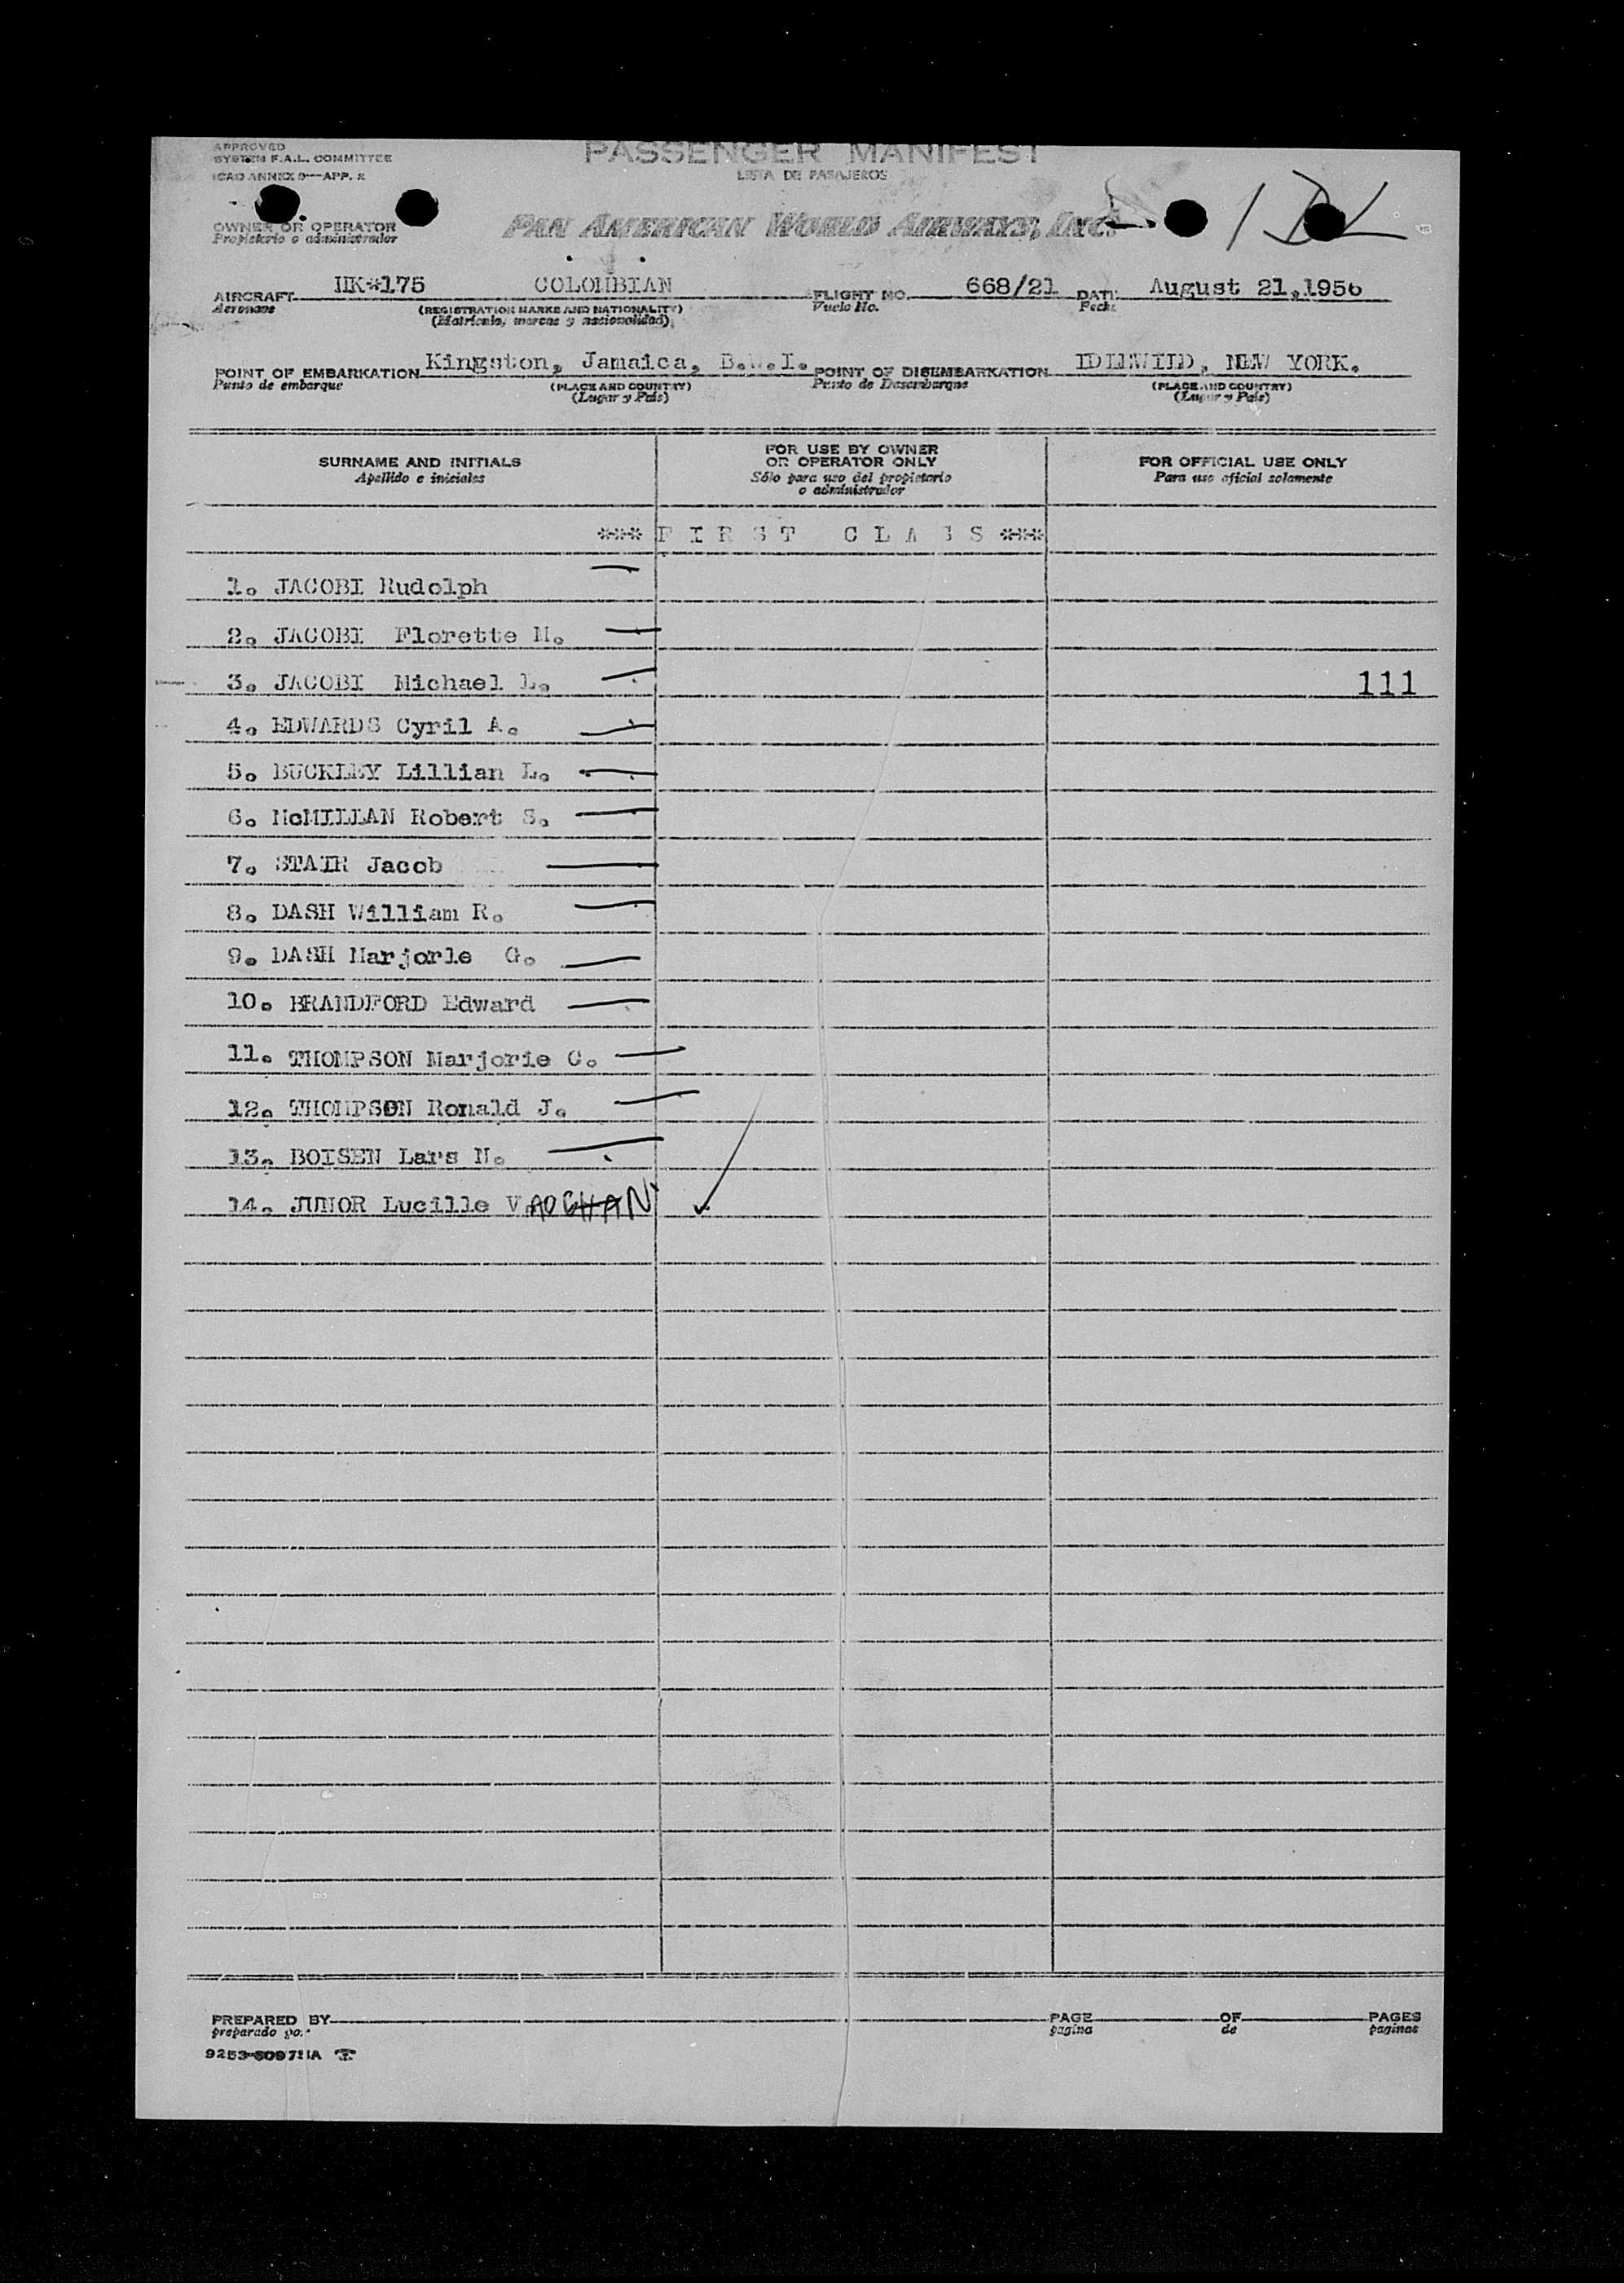 APPROVED
SYSTEM F.A.L. COMMITTEE
ICAO ANNEX 9—APP. 2
PASSENGER MANIFEST
LISTA DE PASAJEROS
OWNER OR OPERATOR
Propietario o administrador
PAN AMERICAN WORLD AIRWAYS, INC.
AIRCRAFT HK*175 COLOMBIAN FLIGHT NO. 668/21 DATE August 21,1956
Aeronave (REGISTRATION MARKS AND NATIONALITY) Vuelo No. Fecha
(Matricula, marcas y nacionalidad)
POINT OF EMBARKATION Kingston, Jamaica, B.W.I. POINT OF DISEMBARKATION IDLEWILD, NEW YORK.
Punto de embarque (PLACE AND COUNTRY) Punto de Desembarque (PLACE AND COUNTRY)
(Lugar y País) (Lugar y País)
SURNAME AND INITIALS FOR USE BY OWNER OR OPERATOR ONLY FOR OFFICIAL USE ONLY
Apellido e iniciales Sólo para uso del propietario o administrador Para uso oficial solamente
*** F I R S T C L A S S ***
1. JACOBI Rudolph
2. JACOBI Florette M.
3. JACOBI Michael L. 111
4. EDWARDS Cyril A.
5. BUCKLEY Lillian L.
6. McMILLAN Robert S.
7. STAIR Jacob
8. DASH William R.
9. DASH Marjorie G.
10. BRANDFORD Edward
11. THOMPSON Marjorie C.
12. THOMPSON Ronald J.
13. BOISEN Lars N.
14. JUNOR Lucille VAUGHAN
PREPARED BY PAGE OF PAGES
preparado por pagina de paginas